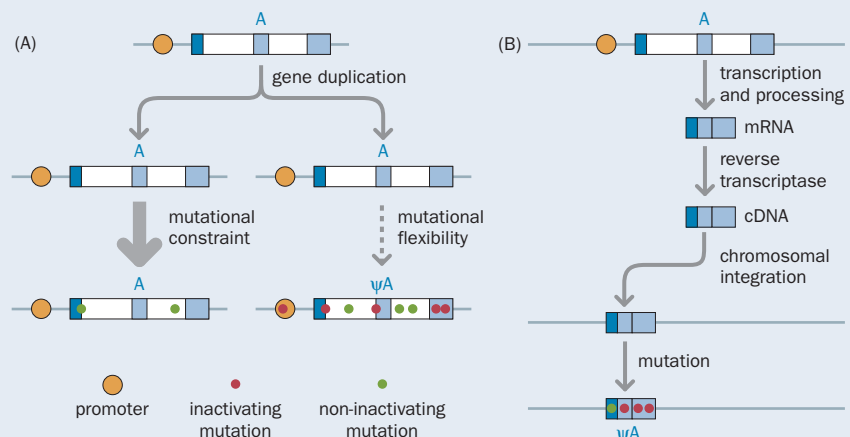 (A)
A
gene duplication
A
A
mutational
constraint
mutational
flexibility
A
ψA
promoter
inactivating
mutation
non-inactivating
mutation
(B)
A
transcription
and processing
mRNA
reverse
transcriptase
cDNA
chromosomal
integration
mutation
ψA